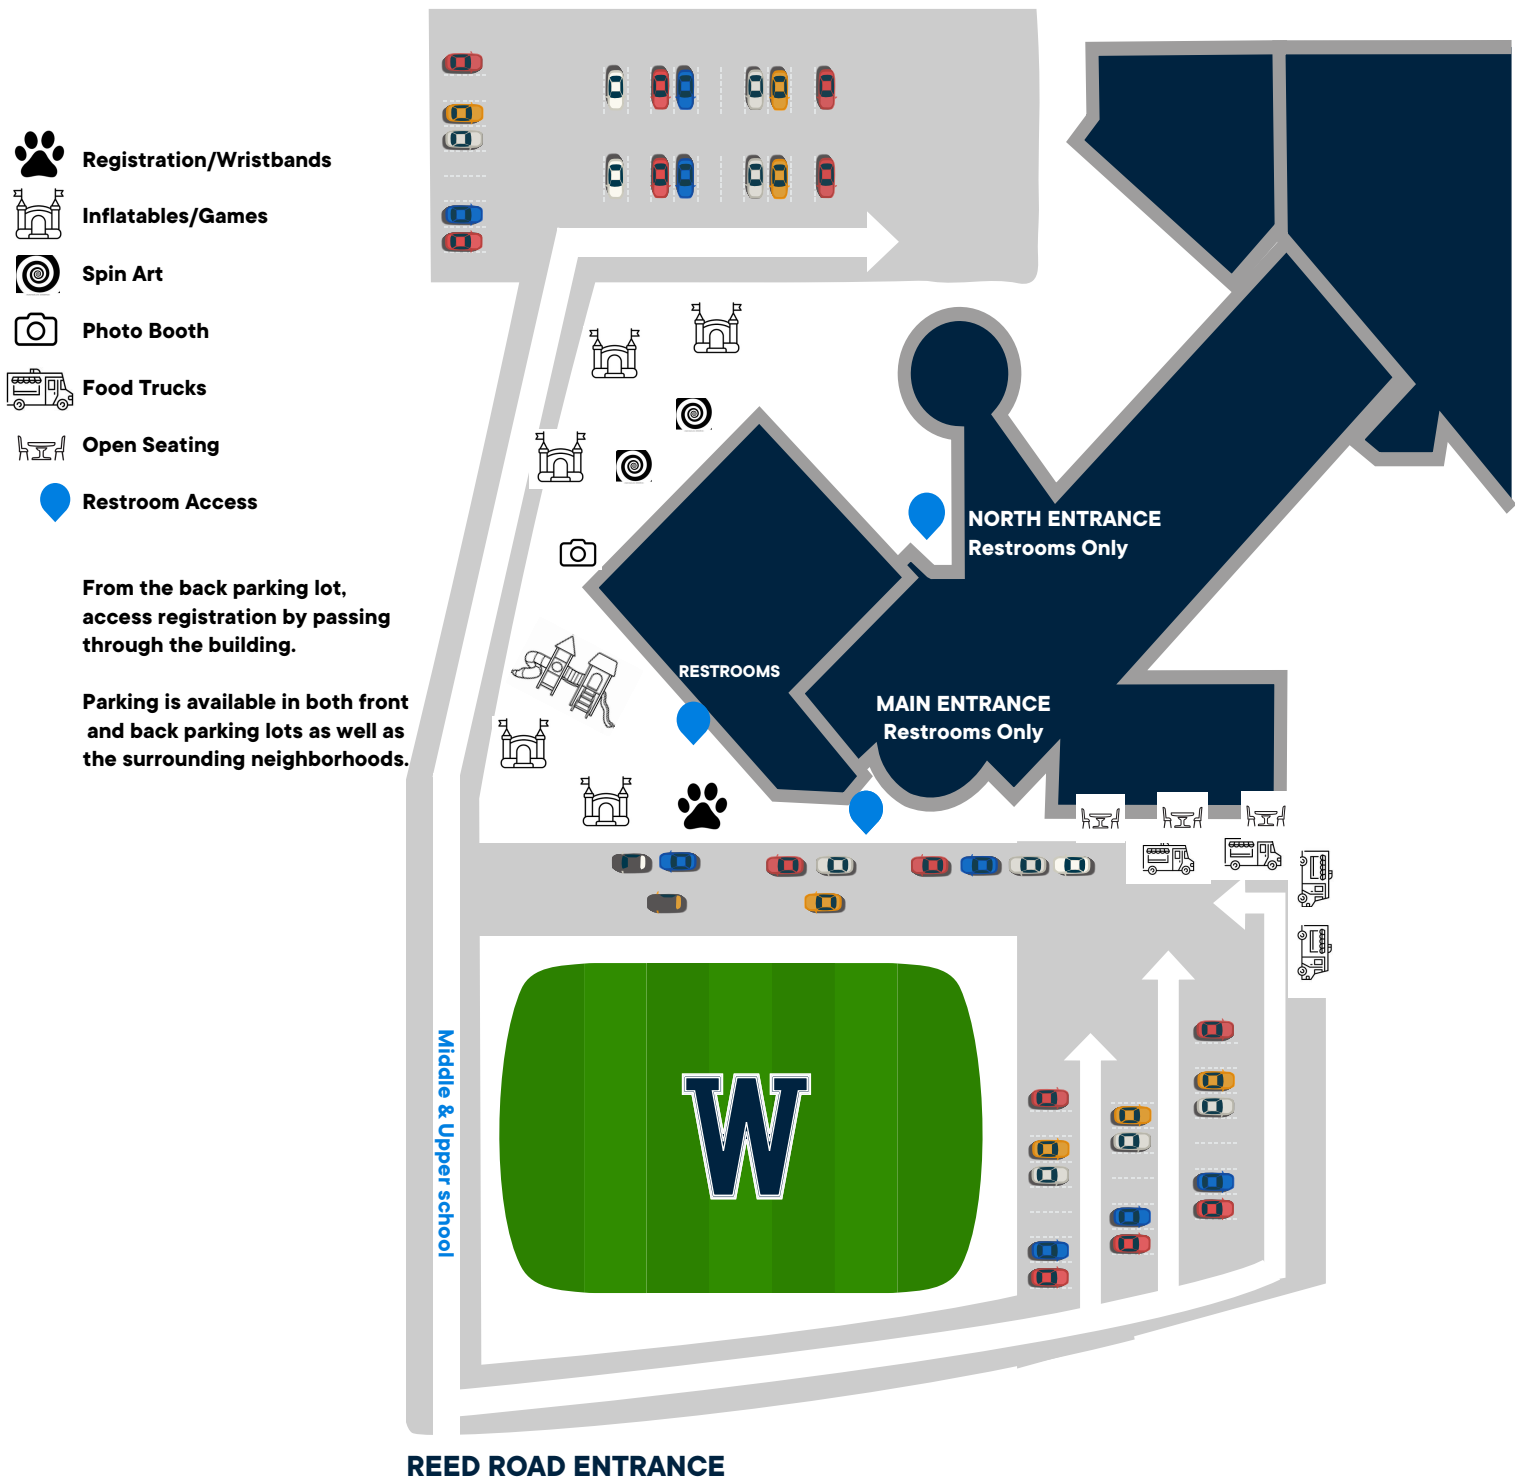 Registration/Wristbands
Inflatables/Games
Spin Art
Photo Booth
Food Trucks
Open Seating
Restroom Access
From the back parking lot,
access registration by passing
through the building.
Parking is available in both front
and back parking lots as well as
the surrounding neighborhoods.
NORTH ENTRANCE
Restrooms Only
RESTROOMS
MAIN ENTRANCE
Restrooms Only
Middle & Upper school
W
REED ROAD ENTRANCE